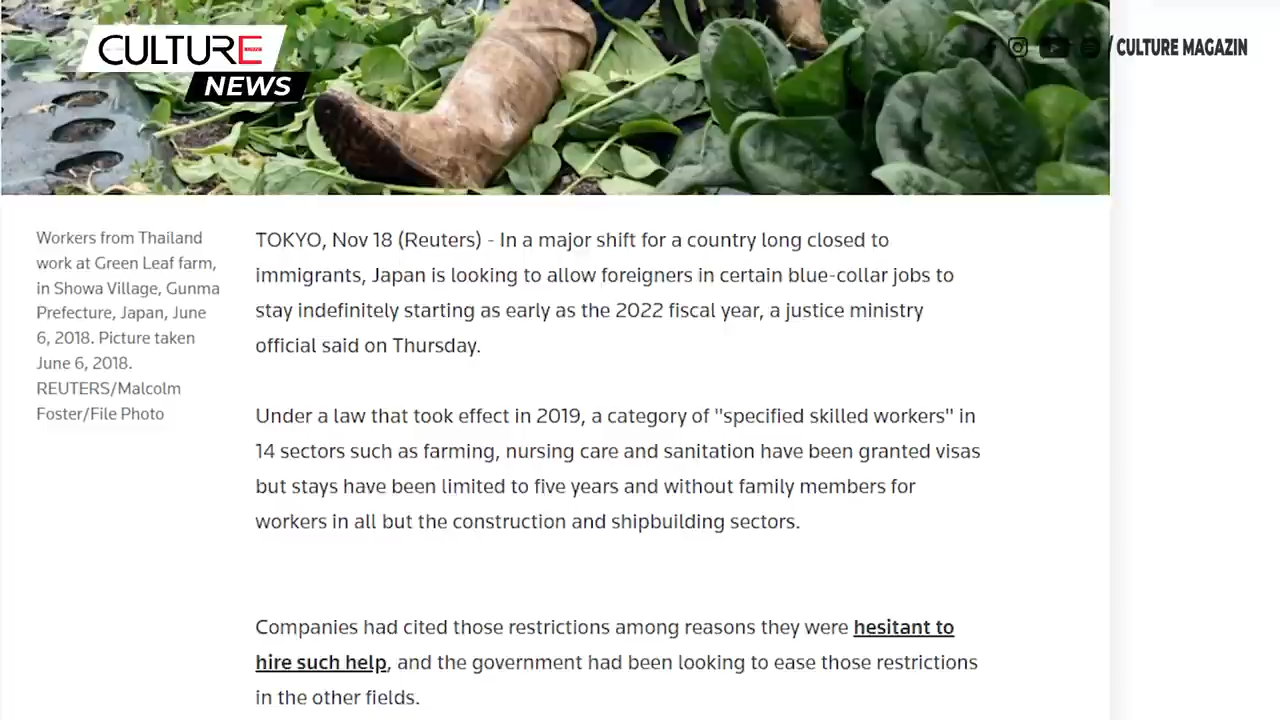 CULTURE
NEWS
/ CULTURE MAGAZIN
Workers from Thailand
work at Green Leaf farm,
in Showa Village, Gunma
Prefecture, Japan, June
6, 2018. Picture taken
June 6, 2018.
REUTERS/Malcolm
Foster/File Photo
TOKYO, Nov 18 (Reuters) - In a major shift for a country long closed to
immigrants, Japan is looking to allow foreigners in certain blue-collar jobs to
stay indefinitely starting as early as the 2022 fiscal year, a justice ministry
official said on Thursday.
Under a law that took effect in 2019, a category of "specified skilled workers" in
14 sectors such as farming, nursing care and sanitation have been granted visas
but stays have been limited to five years and without family members for
workers in all but the construction and shipbuilding sectors.
Companies had cited those restrictions among reasons they were hesitant to
hire such help, and the government had been looking to ease those restrictions
in the other fields.